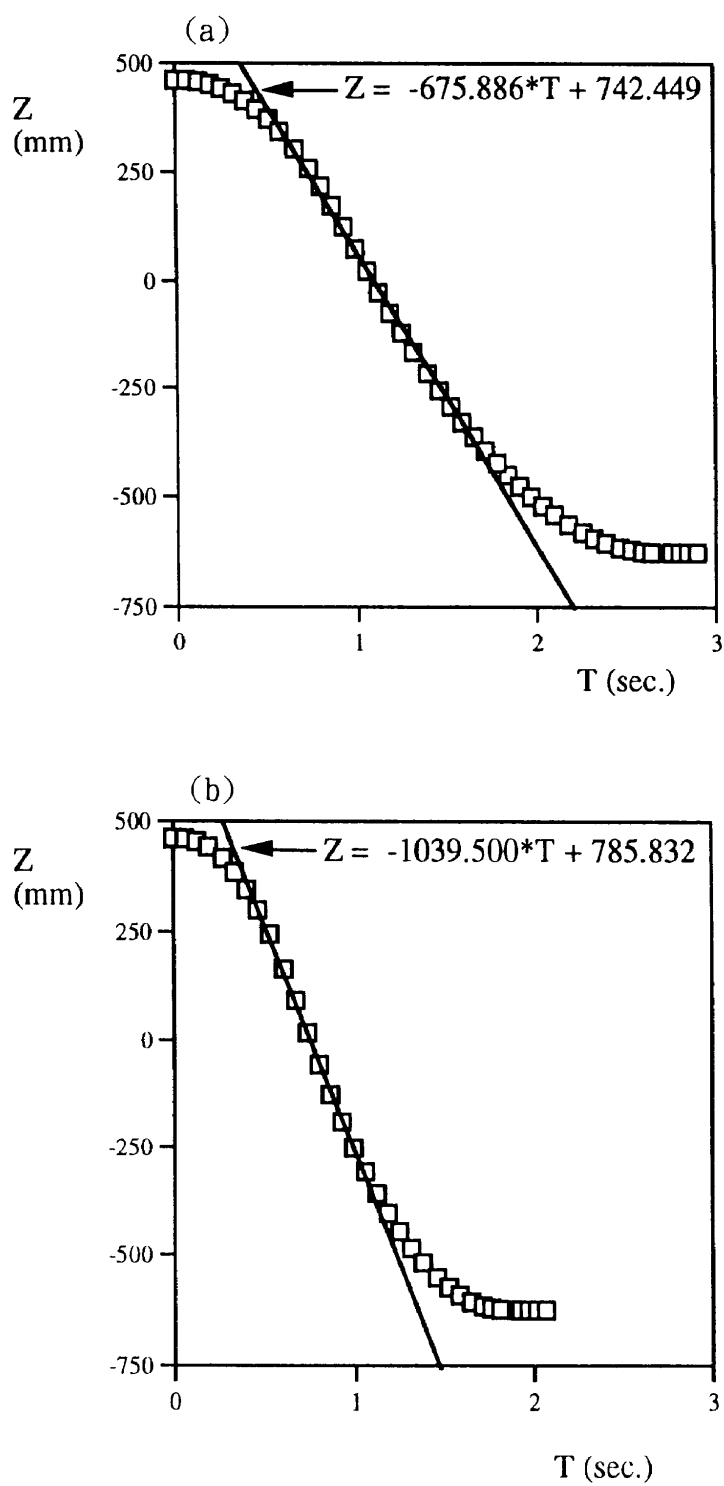 (a)
500
Z = -675.886*T + 742.449
Z
(mm)
250
0
-250
-500
-750
0 1 2 3
T (sec.)
(b)
500
Z = -1039.500*T + 785.832
Z
(mm)
250
0
-250
-500
-750
0 1 2 3
T (sec.)